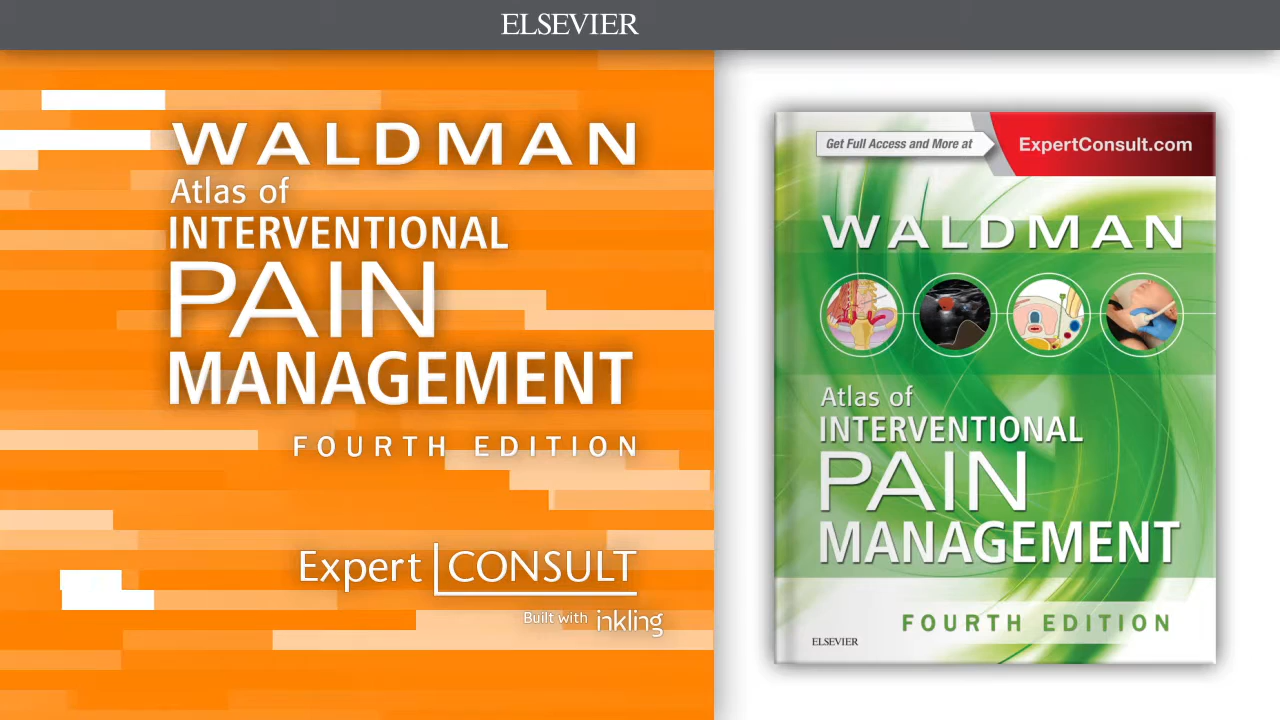 ELSEVIER
WALDMAN
Atlas of
INTERVENTIONAL
PAIN
MANAGEMENT
FOURTH EDITION
Expert CONSULT
Built with inkling
Get Full Access and More at
ExpertConsult.com
WALDMAN
Atlas of
INTERVENTIONAL
PAIN
MANAGEMENT
FOURTH EDITION
ELSEVIER